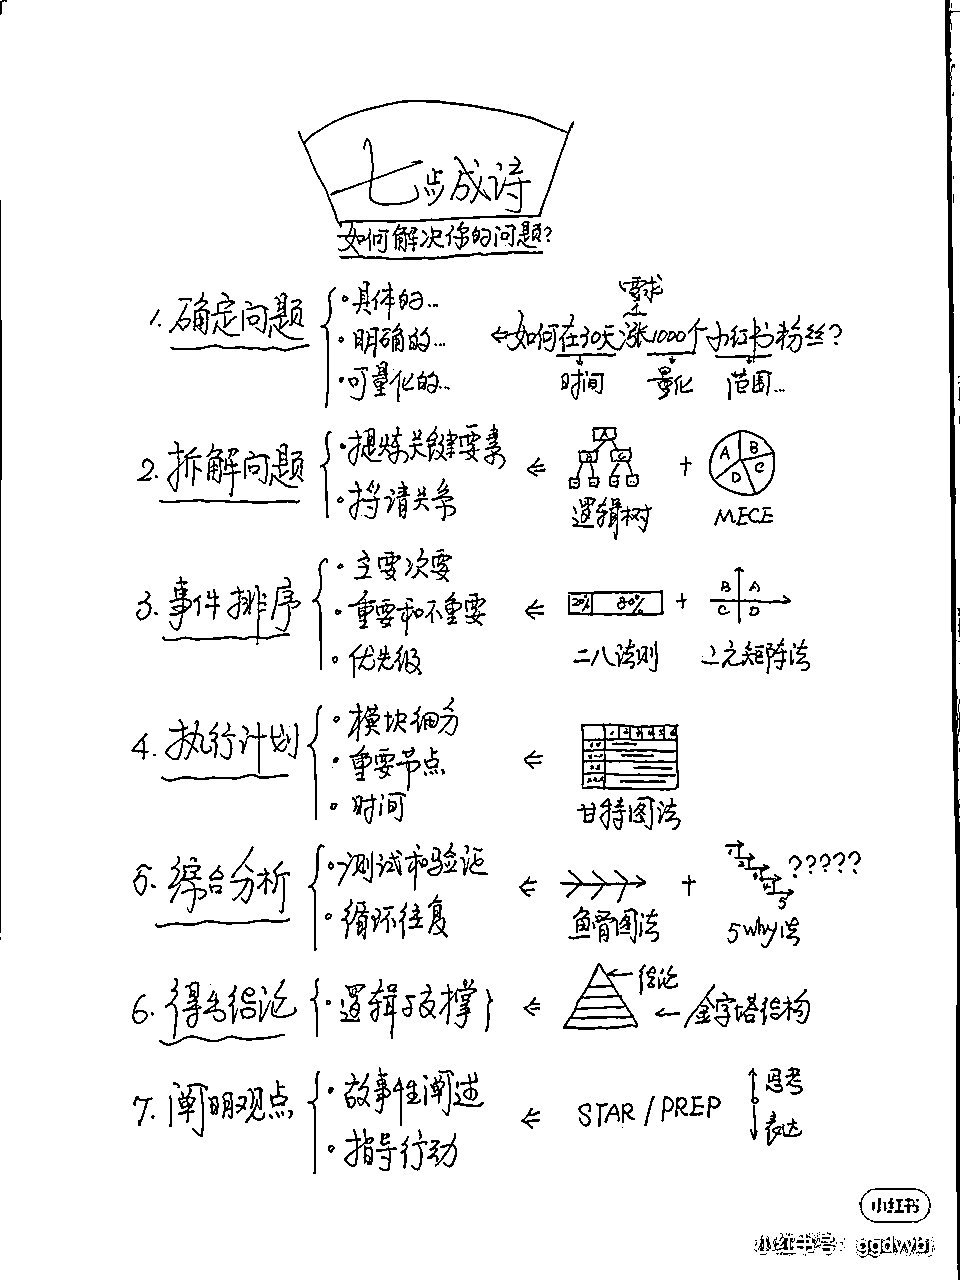 七步成诗
如何解决你的问题?
1. 确定问题
·具体的...
·明确的...
·可量化的...
需求
如何在30天涨1000个小红书粉丝?
时间 量化 范围...
2. 拆解问题
·提炼关键要素
·捋请关系
A
B C
逻辑树
+
A B C D
MECE
3. 事件排序
·主要次要
·重要和不重要
·优先级
20% 80%
二八法则
+
B A
C D
二元矩阵法
4. 执行计划
·模块细分
·重要节点
·时间
甘特图法
5. 综合分析
·测试和验证
·循环往复
鱼骨图法
+
?????
5why法
6. 得出结论
·逻辑与支撑
结论
金字塔结构
7. 阐明观点
·故事性阐述
·指导行动
STAR / PREP
思考
表达
小红书
小红书号: ggdwbj